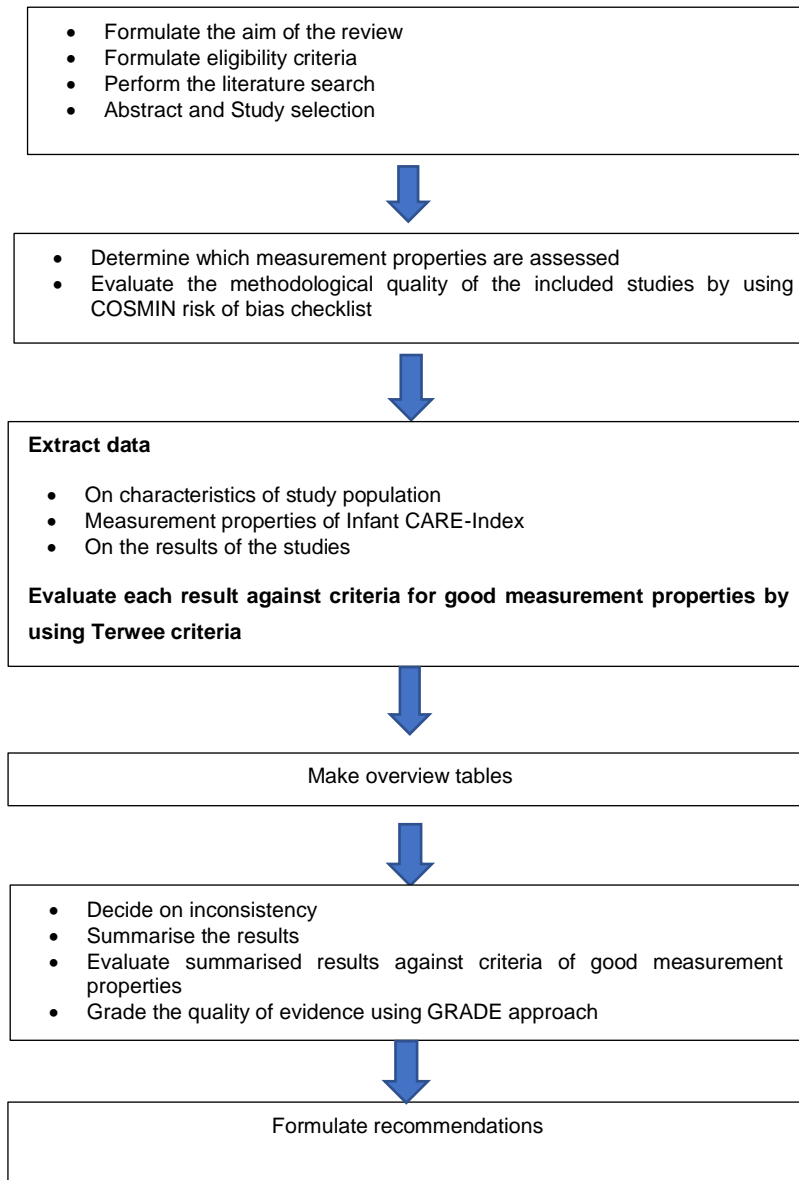 • Formulate the aim of the review
• Formulate eligibility criteria
• Perform the literature search
• Abstract and Study selection
• Determine which measurement properties are assessed
• Evaluate the methodological quality of the included studies by using
COSMIN risk of bias checklist
Extract data
• On characteristics of study population
• Measurement properties of Infant CARE-Index
• On the results of the studies
Evaluate each result against criteria for good measurement properties by
using Terwee criteria
Make overview tables
• Decide on inconsistency
• Summarise the results
• Evaluate summarised results against criteria of good measurement
properties
• Grade the quality of evidence using GRADE approach
Formulate recommendations